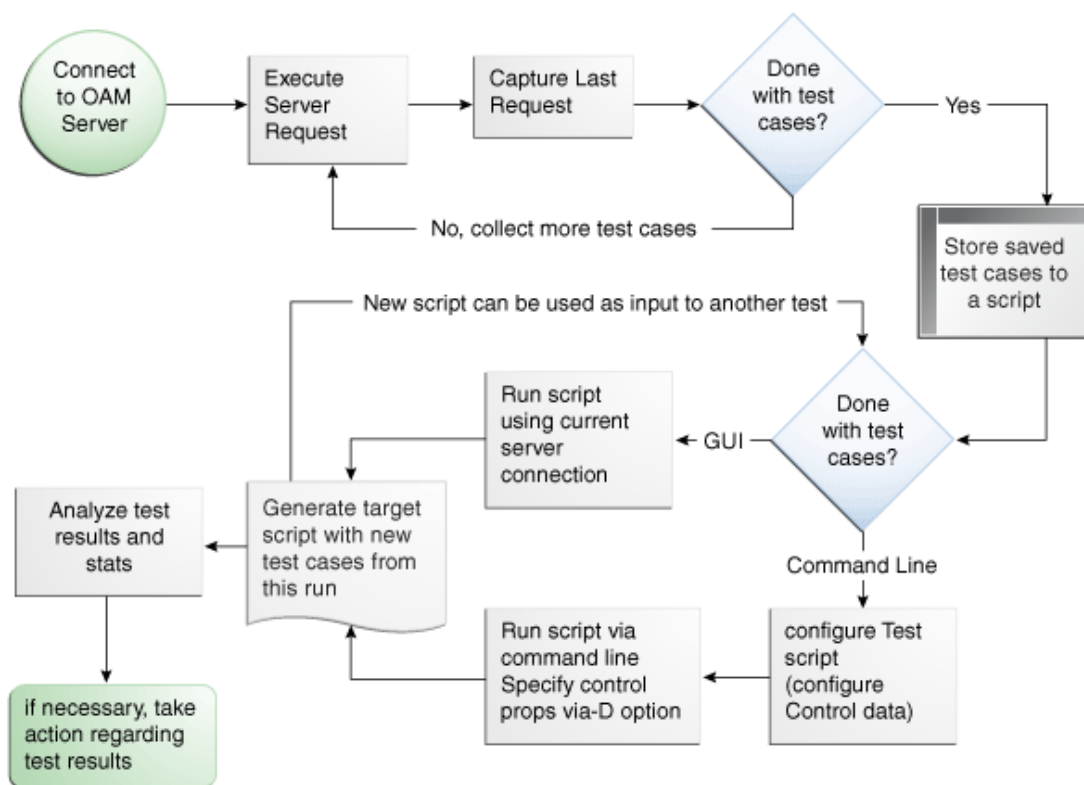 Connect
to OAM
Server
Execute
Server
Request
Capture Last
Request
Done
with test
cases?
Yes
No, collect more test cases
Store saved
test cases to
a script
New script can be used as input to another test
Run script
using current
server
connection
GUI
Done
with test
cases?
Analyze test
results and
stats
Generate target
script with new
test cases from
this run
Command Line
if necessary, take
action regarding
test results
Run script via
command line
Specify control
props via-D option
configure Test
script
(configure
Control data)